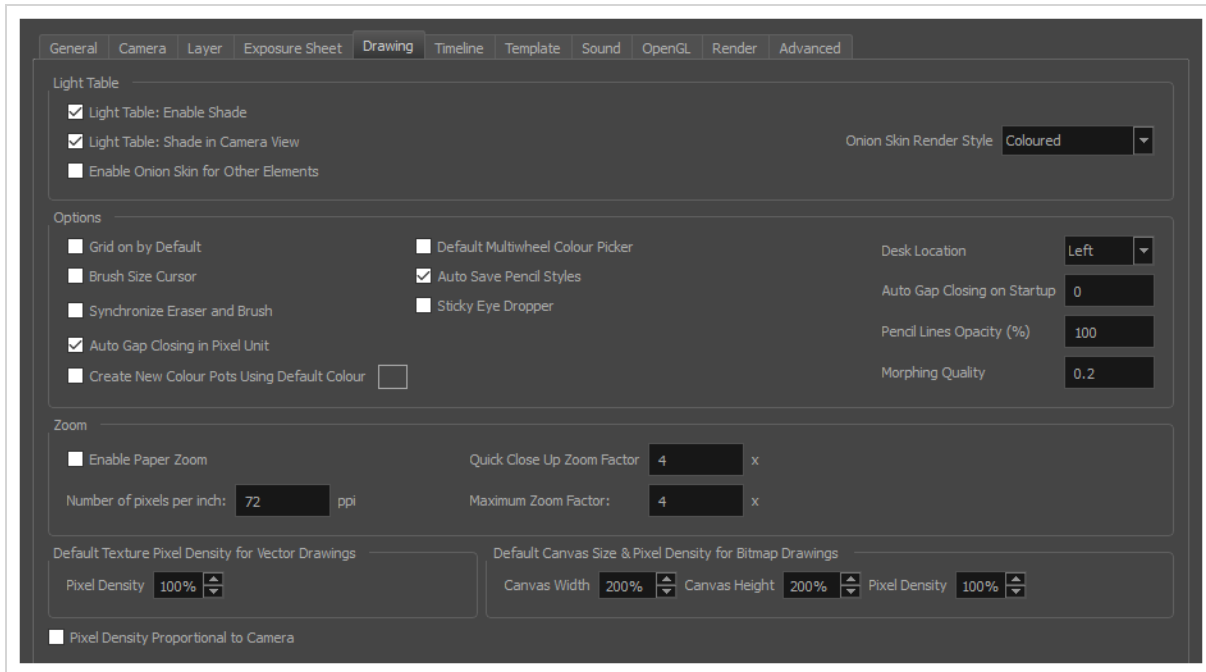 General Camera Layer Exposure Sheet Drawing Timeline Template Sound OpenGL Render Advanced
Light Table
Light Table: Enable Shade
Light Table: Shade in Camera View
Onion Skin Render Style Coloured
Enable Onion Skin for Other Elements
Options
Grid on by Default
Brush Size Cursor
Synchronize Eraser and Brush
Auto Gap Closing in Pixel Unit
Create New Colour Pots Using Default Colour
Default Multiwheel Colour Picker
Auto Save Pencil Styles
Sticky Eye Dropper
Desk Location Left
Auto Gap Closing on Startup 0
Pencil Lines Opacity (%) 100
Morphing Quality 0.2
Zoom
Enable Paper Zoom
Number of pixels per inch: 72 ppi
Quick Close Up Zoom Factor 4 x
Maximum Zoom Factor: 4 x
Default Texture Pixel Density for Vector Drawings
Pixel Density 100%
Default Canvas Size & Pixel Density for Bitmap Drawings
Canvas Width 200% Canvas Height 200% Pixel Density 100%
Pixel Density Proportional to Camera